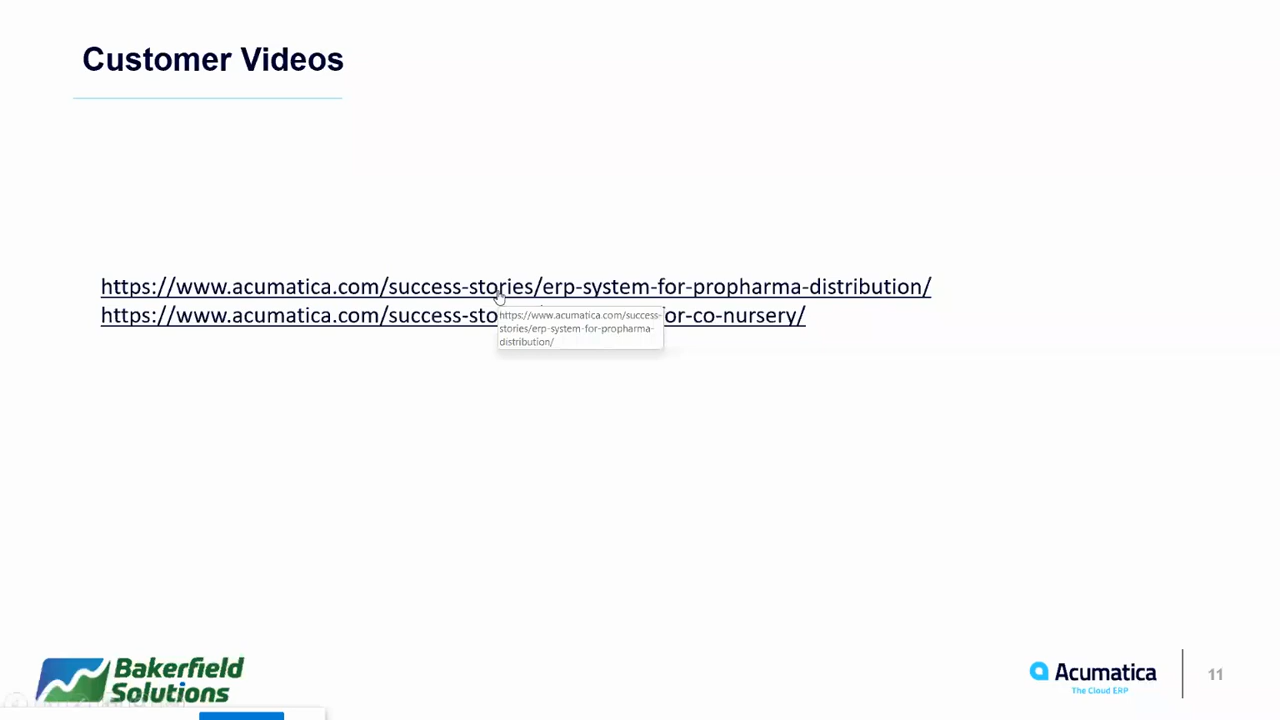 Customer Videos
https://www.acumatica.com/success-stories/erp-system-for-propharma-distribution/
https://www.acumatica.com/success-sto for-co-nursery/
https://www.acumatica.com/success-
stories/erp-system-for-propharma-
distribution/
Bakerfield
Solutions
Acumatica
The Cloud ERP
11